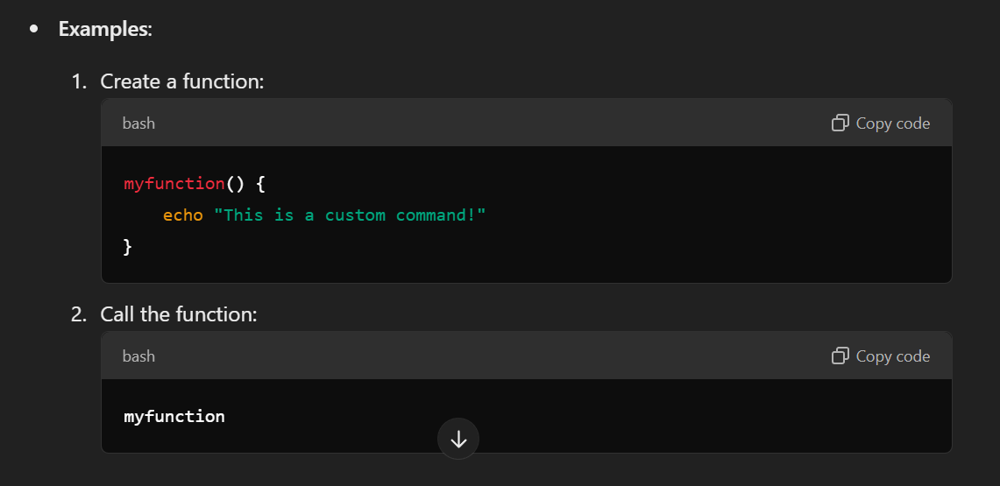 Examples:
1. Create a function:
bash
Copy code
myfunction() {
    echo "This is a custom command!"
}
2. Call the function:
bash
Copy code
myfunction